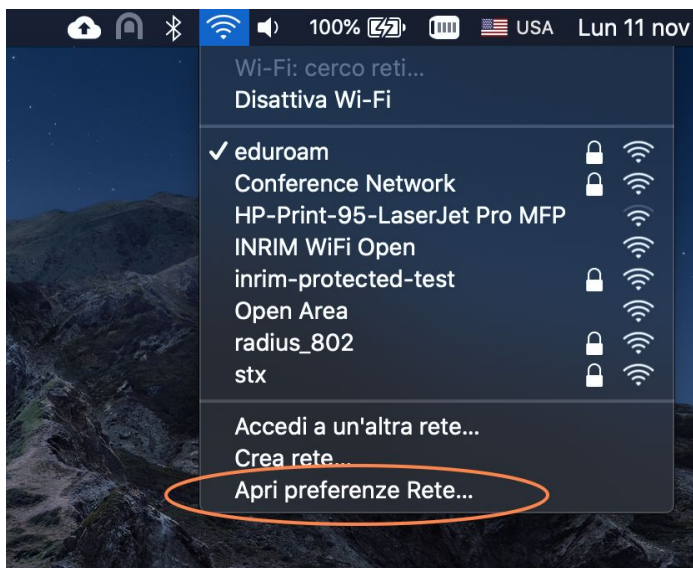 100% USA Lun 11 nov
Wi-Fi: cerco reti...
Disattiva Wi-Fi
✓ eduroam
Conference Network
HP-Print-95-LaserJet Pro MFP
INRIM WiFi Open
inrim-protected-test
Open Area
radius_802
stx
Accedi a un'altra rete...
Crea rete...
Apri preferenze Rete...